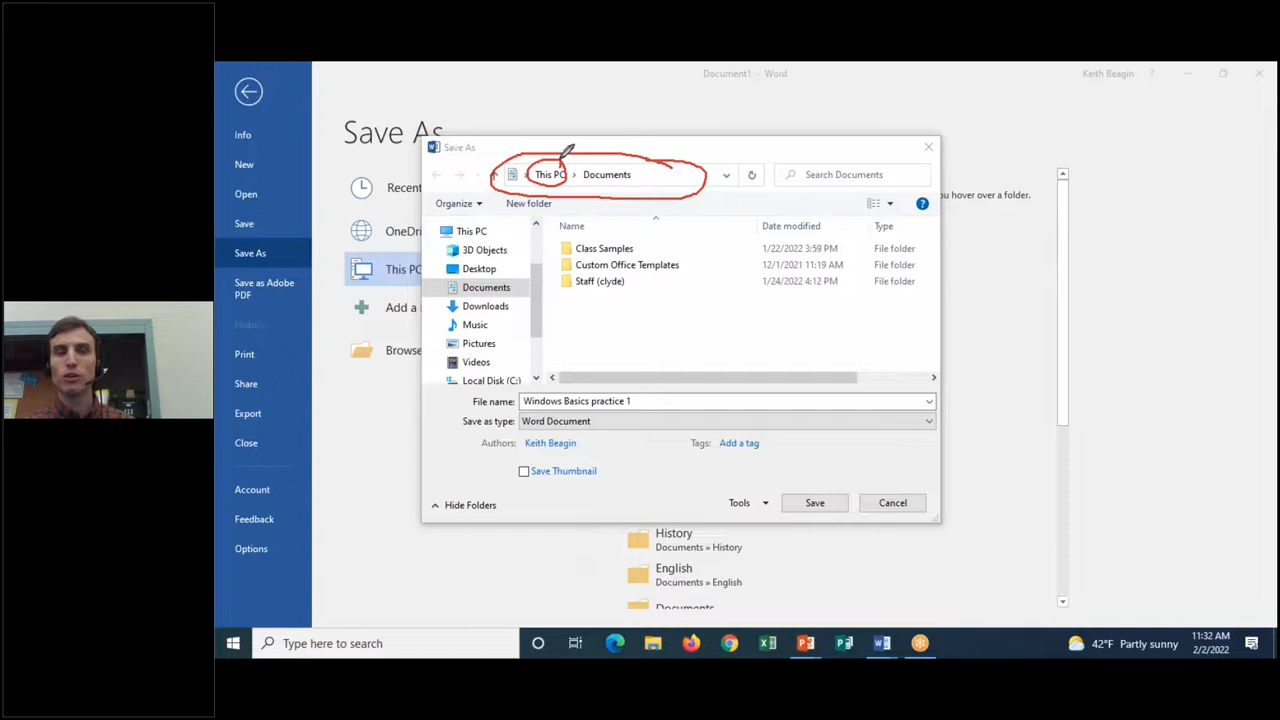 Document1 - Word
Keith Beagin
?
Info
New
Open
Save
Save As
Save as Adobe
PDF
Print
Share
Export
Close
Account
Feedback
Options
Save As
Recen
OneDri
This PC
Add a
Browse
you hover over a folder.
Save As
This PC > Documents
Search Documents
Organize
New folder
?
This PC
3D Objects
Desktop
Documents
Downloads
Music
Pictures
Videos
Local Disk (C:)
Name Date modified Type
Class Samples 1/22/2022 3:59 PM File folder
Custom Office Templates 12/1/2021 11:19 AM File folder
Staff (clyde) 1/24/2022 4:12 PM File folder
File name: Windows Basics practice 1
Save as type: Word Document
Authors: Keith Beagin Tags: Add a tag
Save Thumbnail
Hide Folders
Tools
Save
Cancel
History
Documents » History
English
Documents » English
Documents
Type here to search
42°F Partly sunny
11:32 AM
2/2/2022